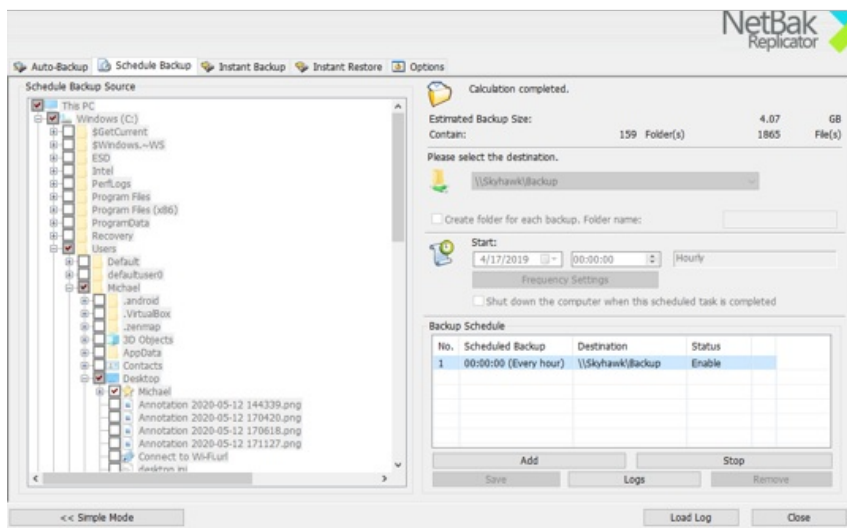 NetBak
Replicator
Auto-Backup Schedule Backup Instant Backup Instant Restore Options
Schedule Backup Source
This PC
Windows (C:)
$GetCurrent
$Windows.~WS
ESD
Intel
PerfLogs
Program Files
Program Files (x86)
ProgramData
Recovery
Users
Default
defaultuser0
Michael
.android
.VirtualBox
.zenmap
3D Objects
AppData
Contacts
Desktop
Michael
Annotation 2020-05-12 144339.png
Annotation 2020-05-12 170420.png
Annotation 2020-05-12 170618.png
Annotation 2020-05-12 171127.png
Connect to Wi-Fi.url
desktop.ini
<< Simple Mode
Calculation completed.
Estimated Backup Size: 4.07 GB
Contain: 159 Folder(s) 1865 File(s)
Please select the destination.
\\Skyhawk\Backup
Create folder for each backup. Folder name:
Start:
4/17/2019 00:00:00 Hourly
Frequency Settings
Shut down the computer when this scheduled task is completed
Backup Schedule
No. Scheduled Backup Destination Status
1 00:00:00 (Every hour) \\Skyhawk\Backup Enable
Add Stop
Save Logs Remove
Load Log Close